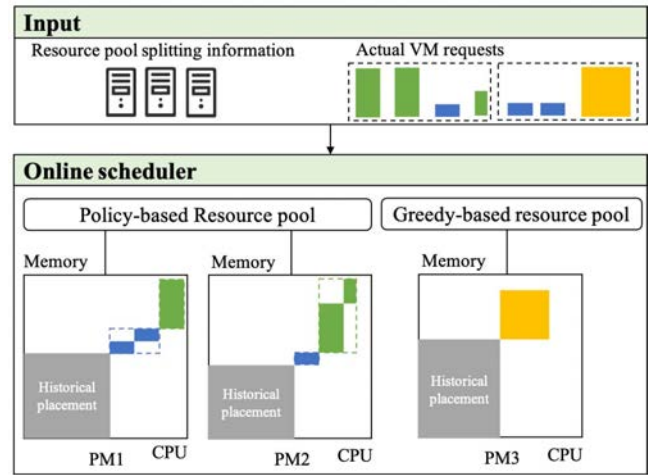 Input
Resource pool splitting information
Actual VM requests
Online scheduler
Policy-based Resource pool
Greedy-based resource pool
Memory
Memory
Memory
Historical
placement
Historical
placement
Historical
placement
PM1
CPU
PM2
CPU
PM3
CPU